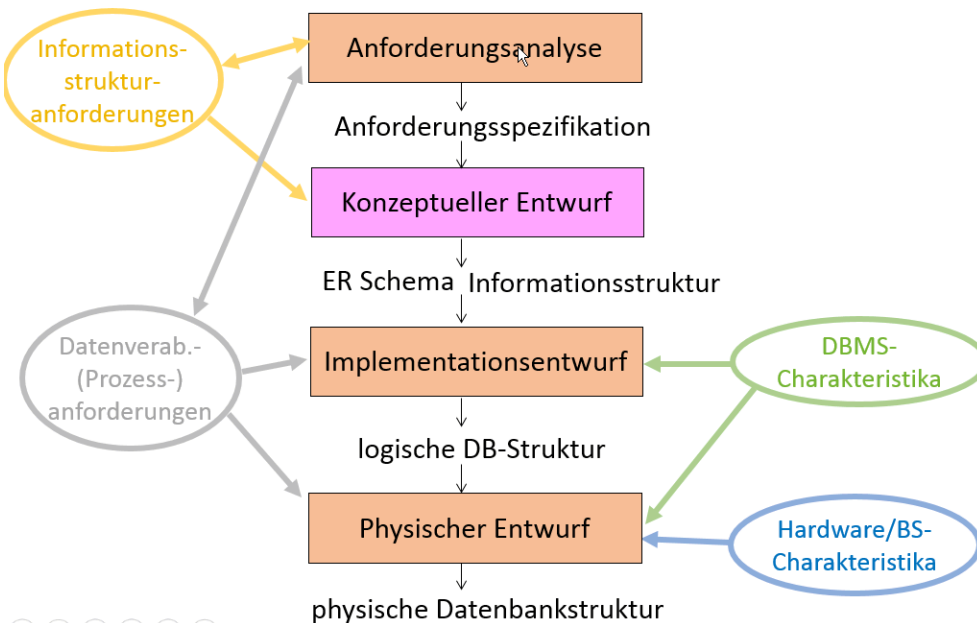 Informations-
struktur-
anforderungen
Anforderungsanalyse
Anforderungsspezifikation
Konzeptueller Entwurf
ER Schema Informationsstruktur
Datenverab.-
(Prozess-)
anforderungen
Implementationsentwurf
DBMS-
Charakteristika
logische DB-Struktur
Physischer Entwurf
Hardware/BS-
Charakteristika
physische Datenbankstruktur